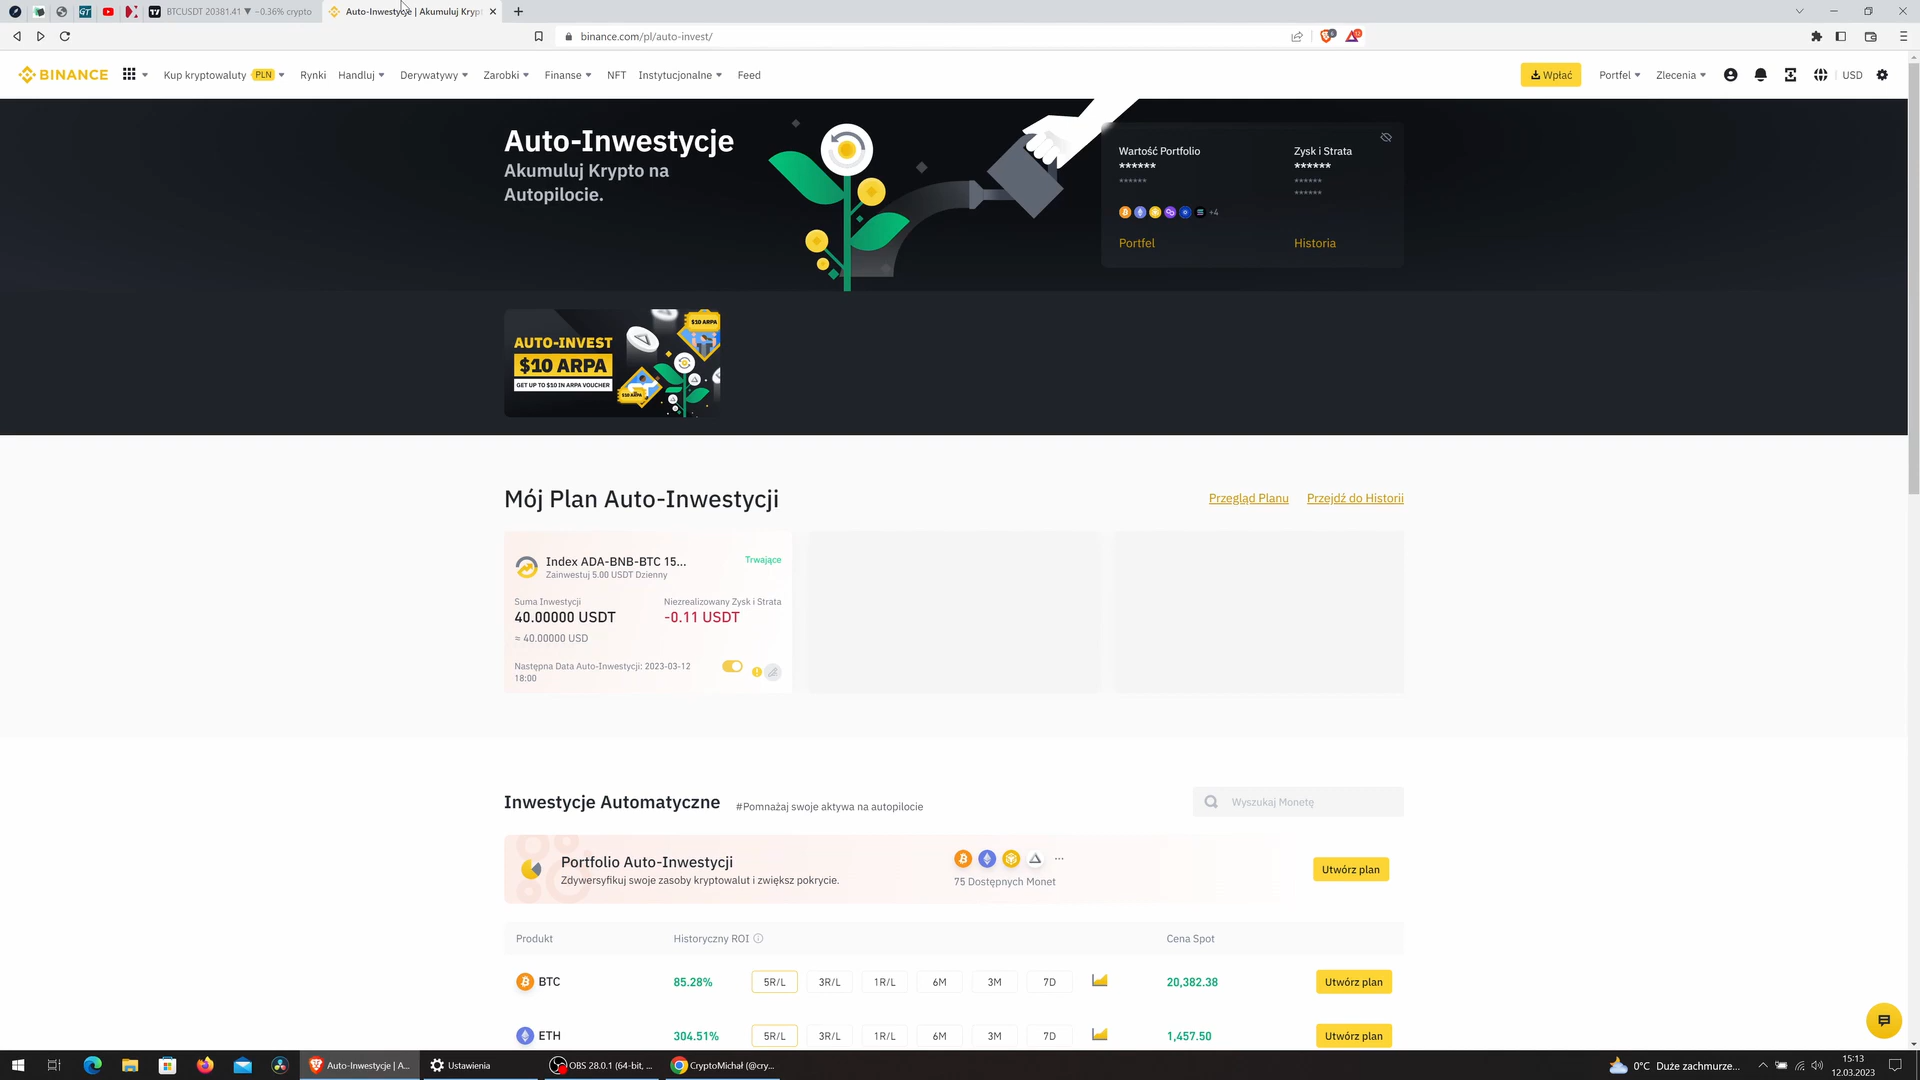 BTCUSDT 20381.41 ▼ −0.36% crypto
Auto-Inwestycje | Akumuluj Kryp
binance.com/pl/auto-invest/
BINANCE
Kup kryptowaluty PLN
Rynki
Handluj
Derywatywy
Zarobki
Finanse
NFT
Instytucjonalne
Feed
Wpłać
Portfel
Zlecenia
USD
Auto-Inwestycje
Akumuluj Krypto na
Autopilocie.
Wartość Portfolio
******
******
Zysk i Strata
******
******
******
+4
Portfel
Historia
AUTO-INVEST
$10 ARPA
GET UP TO $10 IN ARPA VOUCHER
$10 ARPA
$10 ARPA
Mój Plan Auto-Inwestycji
Przegląd Planu
Przejdź do Historii
Index ADA-BNB-BTC 15...
Trwające
Zainwestuj 5.00 USDT Dzienny
Suma Inwestycji
Niezrealizowany Zysk i Strata
40.00000 USDT
-0.11 USDT
≈ 40.00000 USD
Następna Data Auto-Inwestycji: 2023-03-12
18:00
Inwestycje Automatyczne
#Pomnażaj swoje aktywa na autopilocie
Wyszukaj Monetę
Portfolio Auto-Inwestycji
Zdywersyfikuj swoje zasoby kryptowalut i zwiększ pokrycie.
75 Dostępnych Monet
Utwórz plan
Produkt
Historyczny ROI
Cena Spot
BTC
85.28%
5R/L
3R/L
1R/L
6M
3M
7D
20,382.38
Utwórz plan
ETH
304.51%
5R/L
3R/L
1R/L
6M
3M
7D
1,457.50
Utwórz plan
Auto-Inwestycje | A...
Ustawienia
OBS 28.0.1 (64-bit, ...
CryptoMichał (@cry...
0°C Duże zachmurze...
15:13
12.03.2023